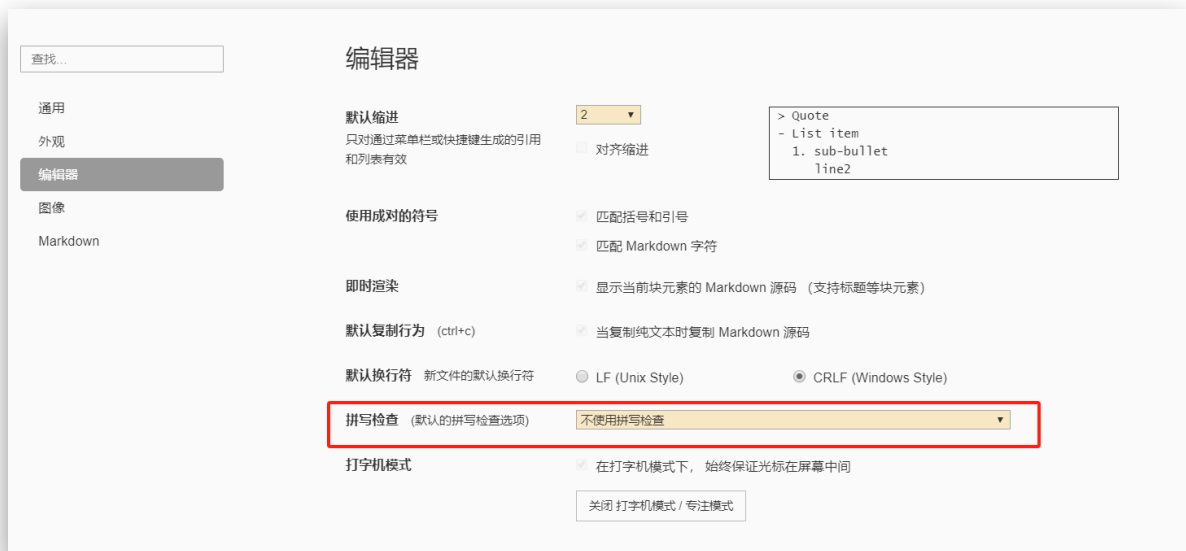 查找...
通用
外观
编辑器
图像
Markdown
编辑器
默认缩进
只对通过菜单栏或快捷键生成的引用
和列表有效
2
对齐缩进
> Quote
- List item
1. sub-bullet
line2
使用成对的符号
匹配括号和引号
匹配 Markdown 字符
即时渲染
显示当前块元素的 Markdown 源码 （支持标题等块元素）
默认复制行为 (ctrl+c)
当复制纯文本时复制 Markdown 源码
默认换行符 新文件的默认换行符
LF (Unix Style)
CRLF (Windows Style)
拼写检查 (默认的拼写检查选项)
不使用拼写检查
打字机模式
在打字机模式下， 始终保证光标在屏幕中间
关闭 打字机模式 / 专注模式